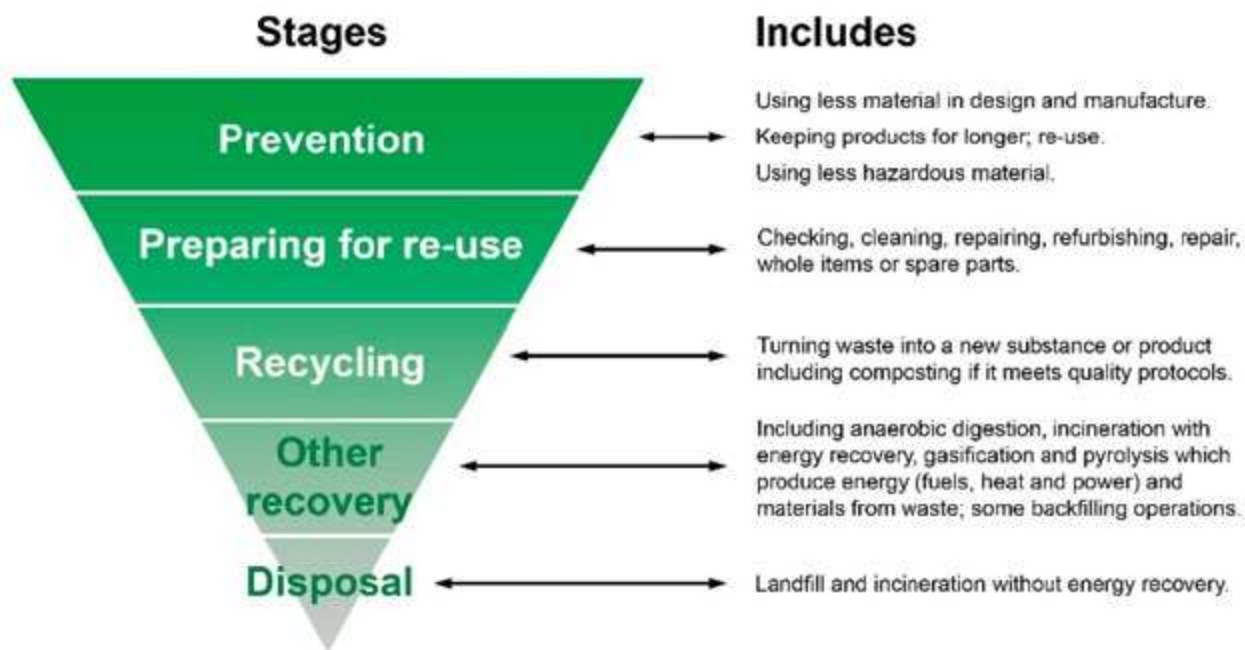 Stages
Includes
Prevention
Using less material in design and manufacture.
Keeping products for longer; re-use.
Using less hazardous material.
Preparing for re-use
Checking, cleaning, repairing, refurbishing, repair,
whole items or spare parts.
Recycling
Turning waste into a new substance or product
including composting if it meets quality protocols.
Other
recovery
Including anaerobic digestion, incineration with
energy recovery, gasification and pyrolysis which
produce energy (fuels, heat and power) and
materials from waste; some backfilling operations.
Disposal
Landfill and incineration without energy recovery.